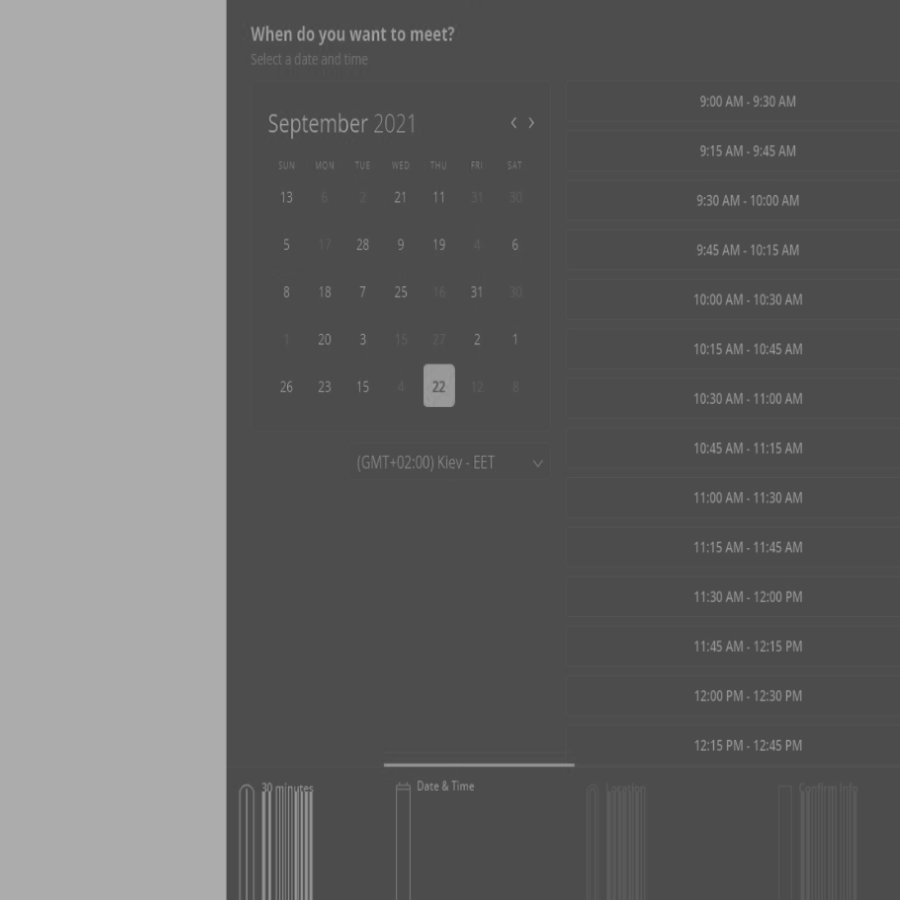 When do you want to meet?
Select a date and time
September 2021
SUN MON TUE WED THU FRI SAT
13 6 2 21 11 31 30
5 17 28 9 19 4 6
8 18 7 25 16 31 30
1 20 3 15 27 2 1
26 23 15 4 22 12 8
(GMT+02:00) Kiev - EET
9:00 AM - 9:30 AM
9:15 AM - 9:45 AM
9:30 AM - 10:00 AM
9:45 AM - 10:15 AM
10:00 AM - 10:30 AM
10:15 AM - 10:45 AM
10:30 AM - 11:00 AM
10:45 AM - 11:15 AM
11:00 AM - 11:30 AM
11:15 AM - 11:45 AM
11:30 AM - 12:00 PM
11:45 AM - 12:15 PM
12:00 PM - 12:30 PM
12:15 PM - 12:45 PM
30 minutes
Date & Time
Location
Confirm Info